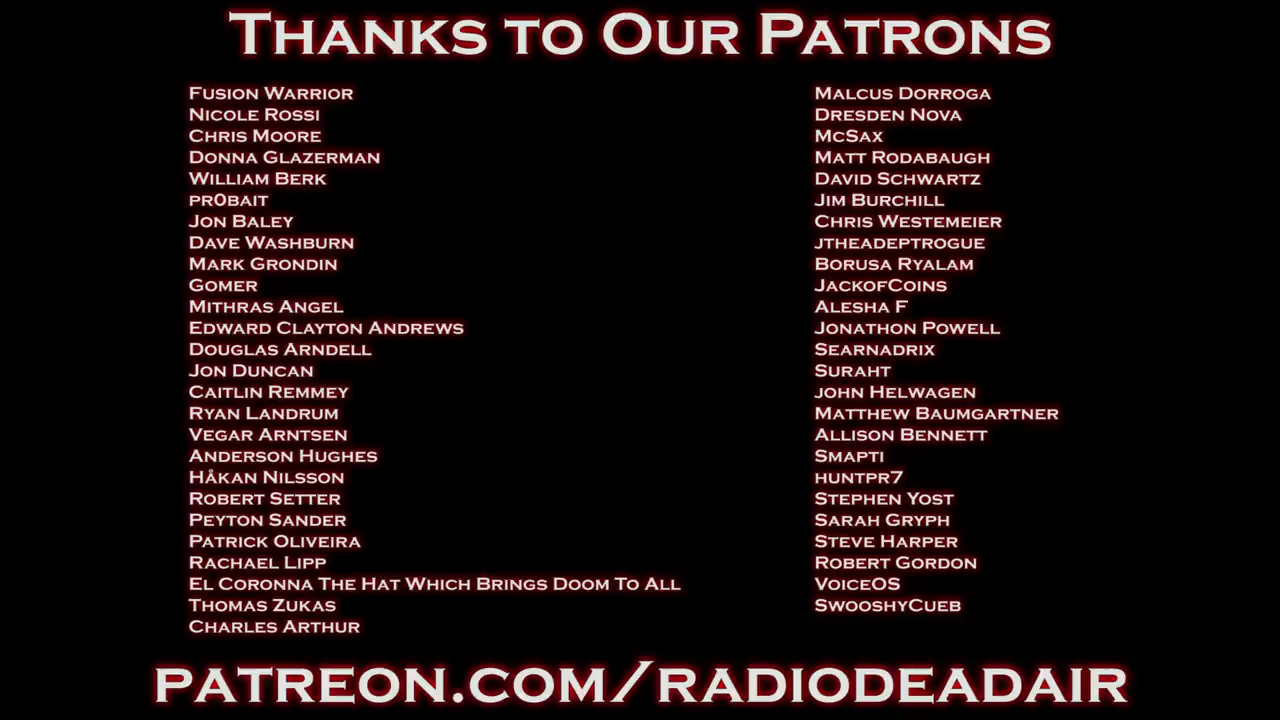 Thanks to Our Patrons
Fusion Warrior
Nicole Rossi
Chris Moore
Donna Glazerman
William Berk
pr0bait
Jon Baley
Dave Washburn
Mark Grondin
Gomer
Mithras Angel
Edward Clayton Andrews
Douglas Arndell
Jon Duncan
Caitlin Remmey
Ryan Landrum
Vegar Arntsen
Anderson Hughes
Håkan Nilsson
Robert Setter
Peyton Sander
Patrick Oliveira
Rachael Lipp
El Coronna The Hat Which Brings Doom To All
Thomas Zukas
Charles Arthur
Malcus Dorroga
Dresden Nova
McSax
Matt Rodabaugh
David Schwartz
Jim Burchill
Chris Westemeier
jtheadeptrogue
Borusa Ryalam
JackofCoins
Alesha F
Jonathon Powell
Searnadrix
Suraht
john Helwagen
Matthew Baumgartner
Allison Bennett
Smapti
huntpr7
Stephen Yost
Sarah Gryph
Steve Harper
Robert Gordon
VoiceOS
SwooshyCueb
patreon.com/radiodeadair